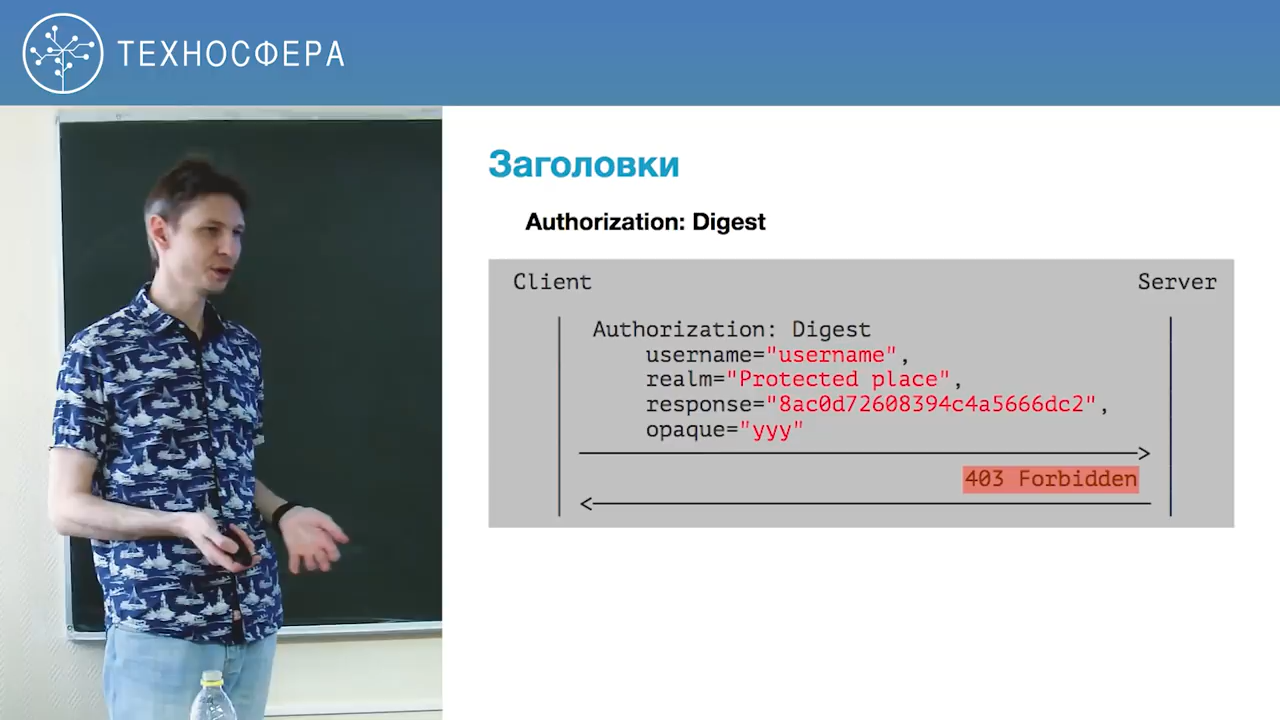 ТЕХНОСФЕРА
Заголовки
Authorization: Digest
Client Server
Authorization: Digest
username="username",
realm="Protected place",
response="8ac0d72608394c4a5666dc2",
opaque="yyy"
403 Forbidden